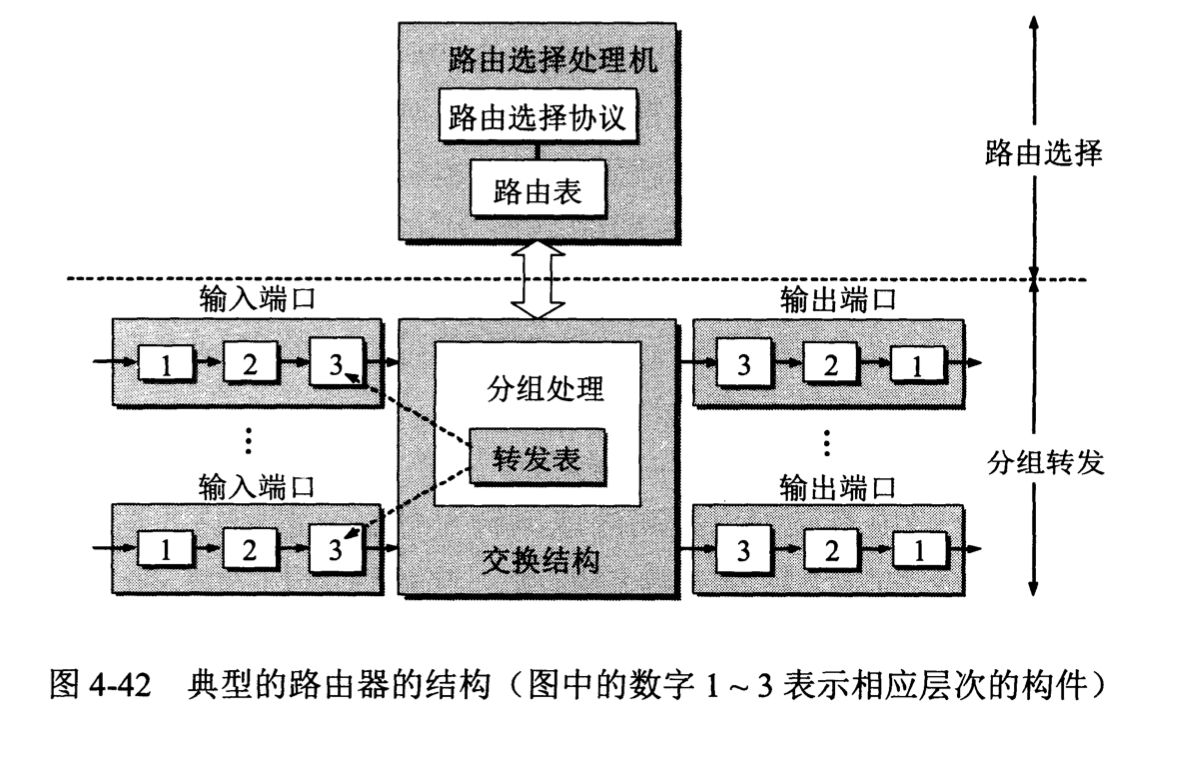 路由选择处理机
路由选择协议
路由表
路由选择
输入端口
输出端口
1
2
3
分组处理
转发表
3
2
1
⋮
⋮
分组转发
输入端口
输出端口
1
2
3
交换结构
3
2
1
图 4-42 典型的路由器的结构（图中的数字 1 ~ 3 表示相应层次的构件）